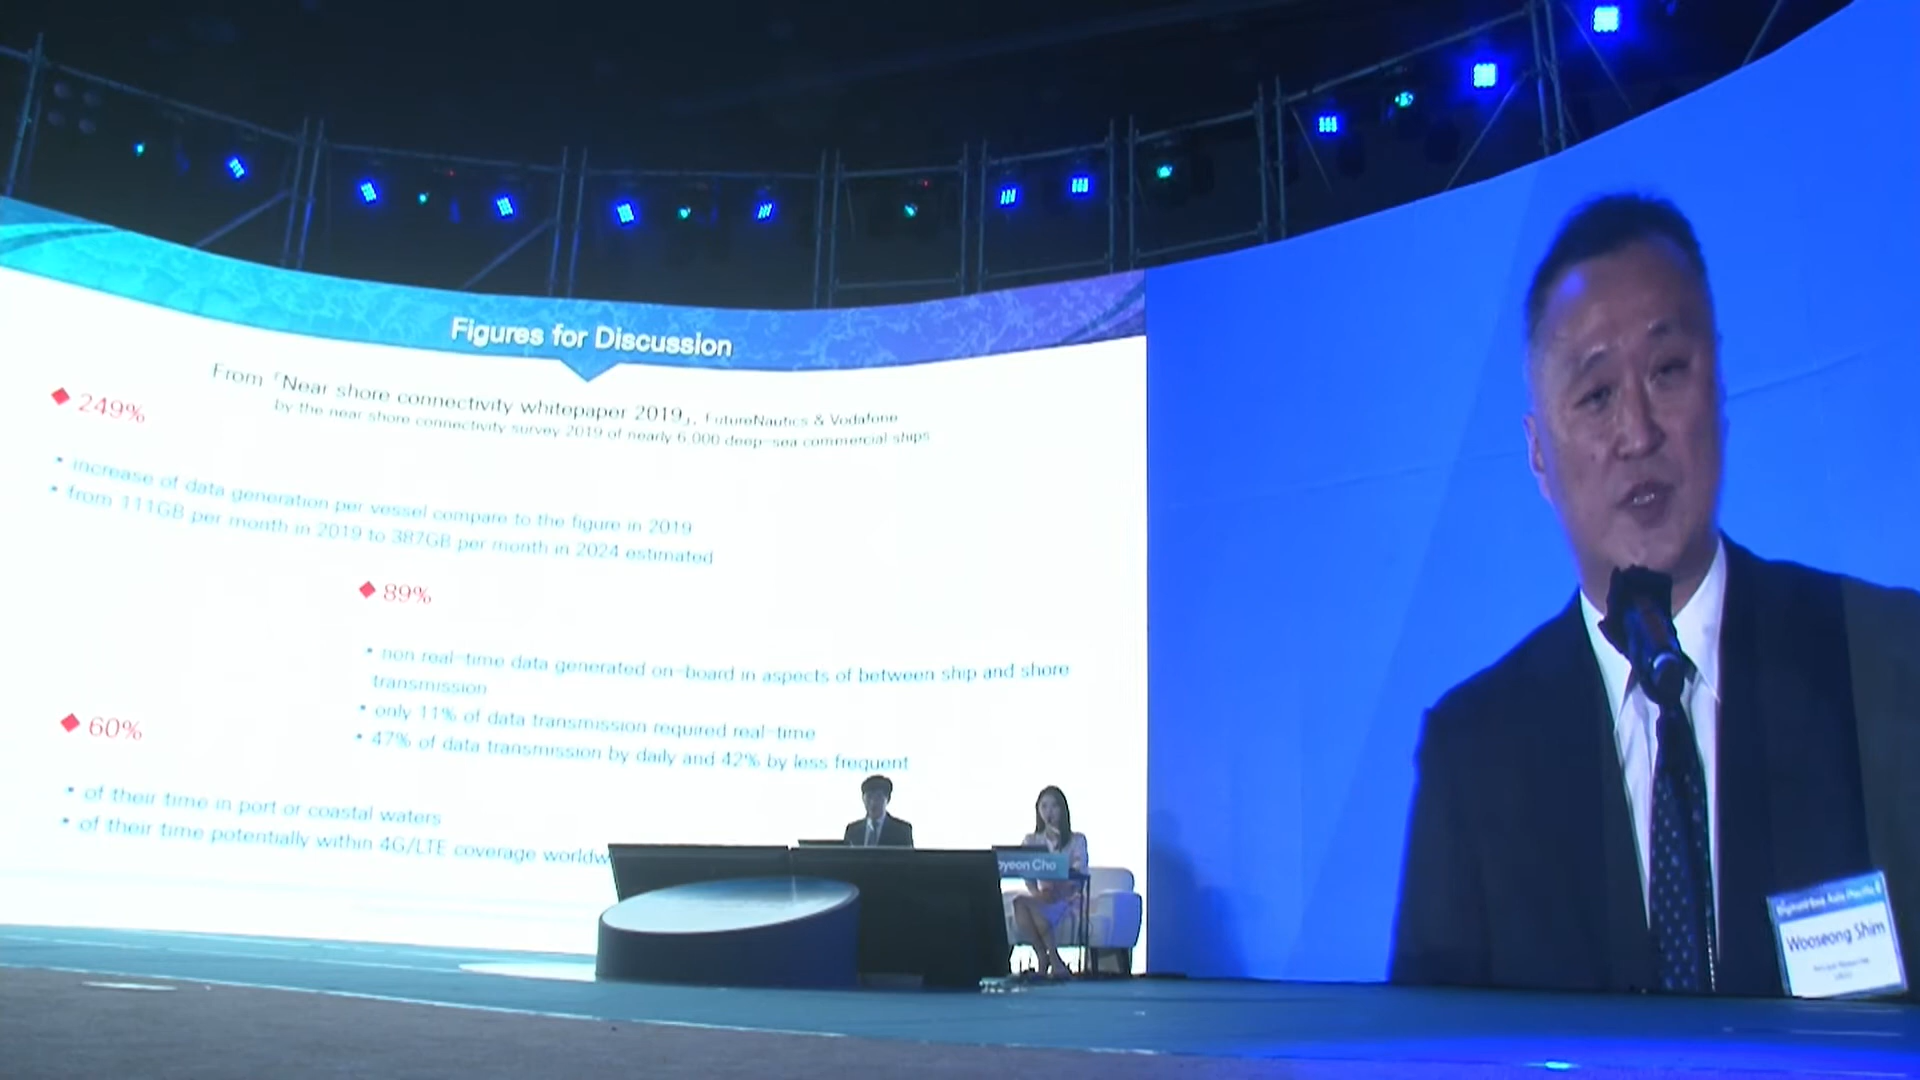 Figures for Discussion
From「Near shore connectivity whitepaper 2019」, FutureNautics & Vodafone
by the near shore connectivity survey 2019 of nearly 6,000 deep-sea commercial ships
◆ 249%
• increase of data generation per vessel compare to the figure in 2019
• from 111GB per month in 2019 to 387GB per month in 2024 estimated
◆ 89%
• non real-time data generated on-board in aspects of between ship and shore
transmission
• only 11% of data transmission required real-time
• 47% of data transmission by daily and 42% by less frequent
◆ 60%
• of their time in port or coastal waters
• of their time potentially within 4G/LTE coverage worldw
yeon Cho
Asia Pacific
Wooseong Shim